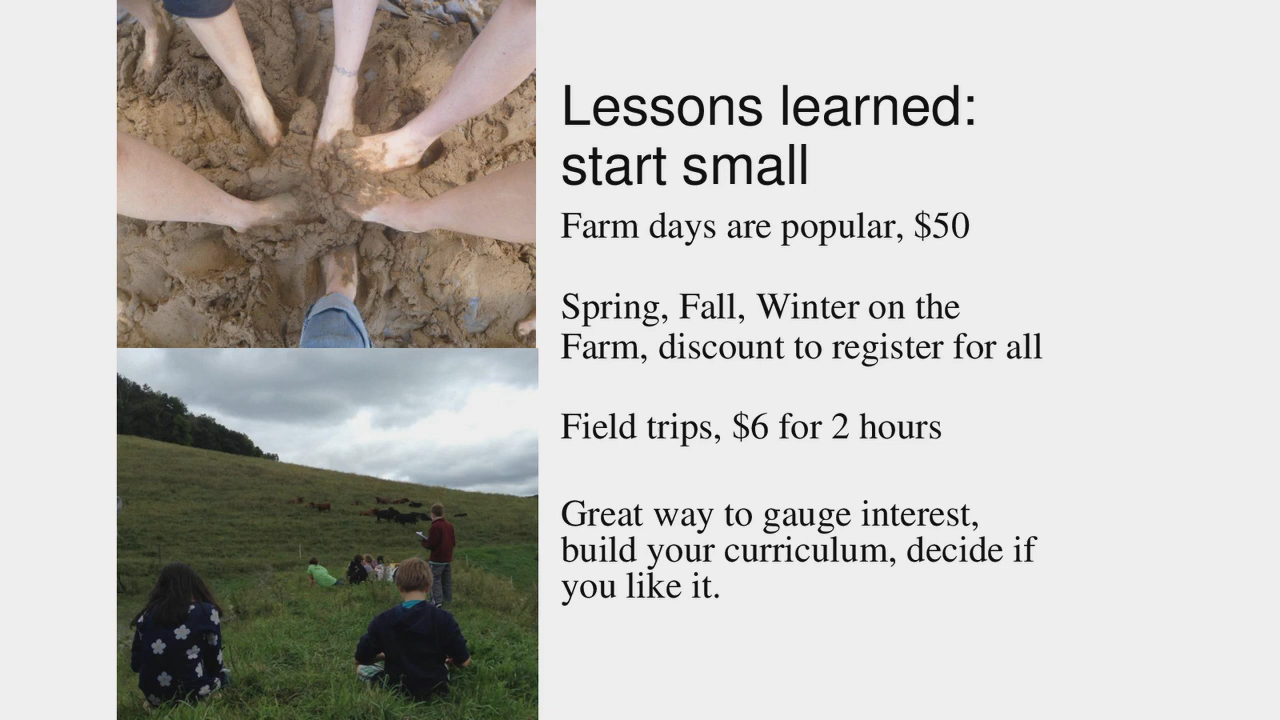 Lessons learned:
start small
Farm days are popular, $50
Spring, Fall, Winter on the
Farm, discount to register for all
Field trips, $6 for 2 hours
Great way to gauge interest,
build your curriculum, decide if
you like it.